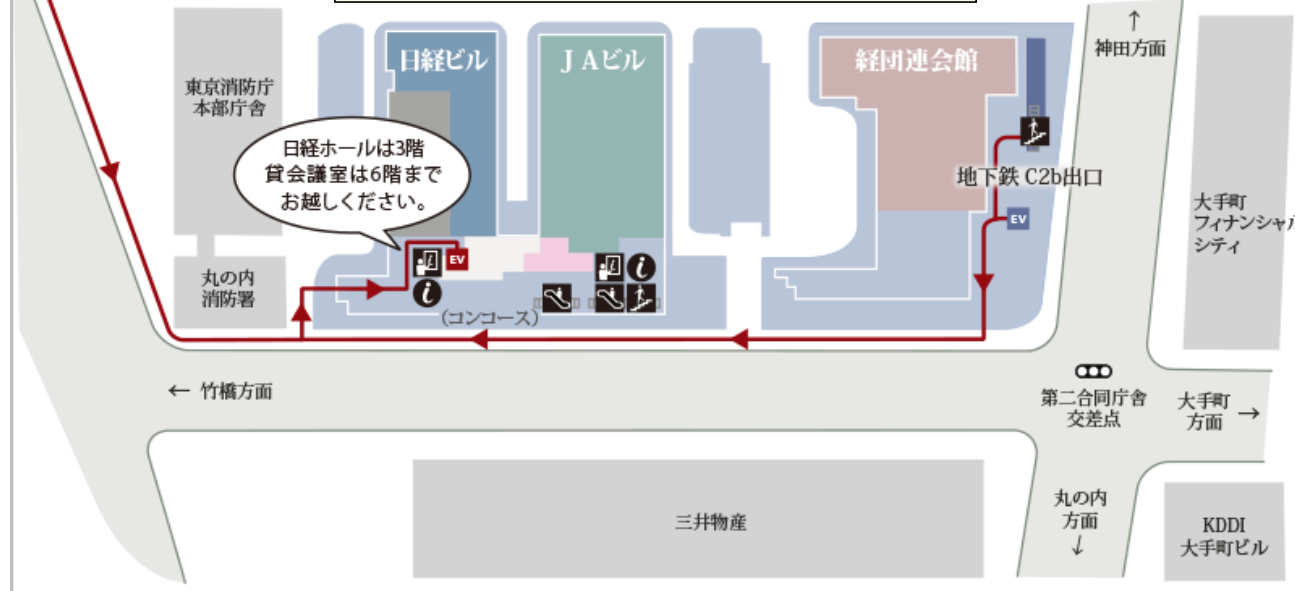 日経ビル
JAビル
経団連会館
↑
神田方面
東京消防庁
本部庁舎
日経ホールは3階
貸会議室は6階まで
お越しください。
地下鉄 C2b出口
EV
大手町
フィナンシャル
シティ
EV
丸の内
消防署
i
i
(コンコース)
← 竹橋方面
第二合同庁舎
交差点
大手町
方面 →
丸の内
方面
↓
三井物産
KDDI
大手町ビル